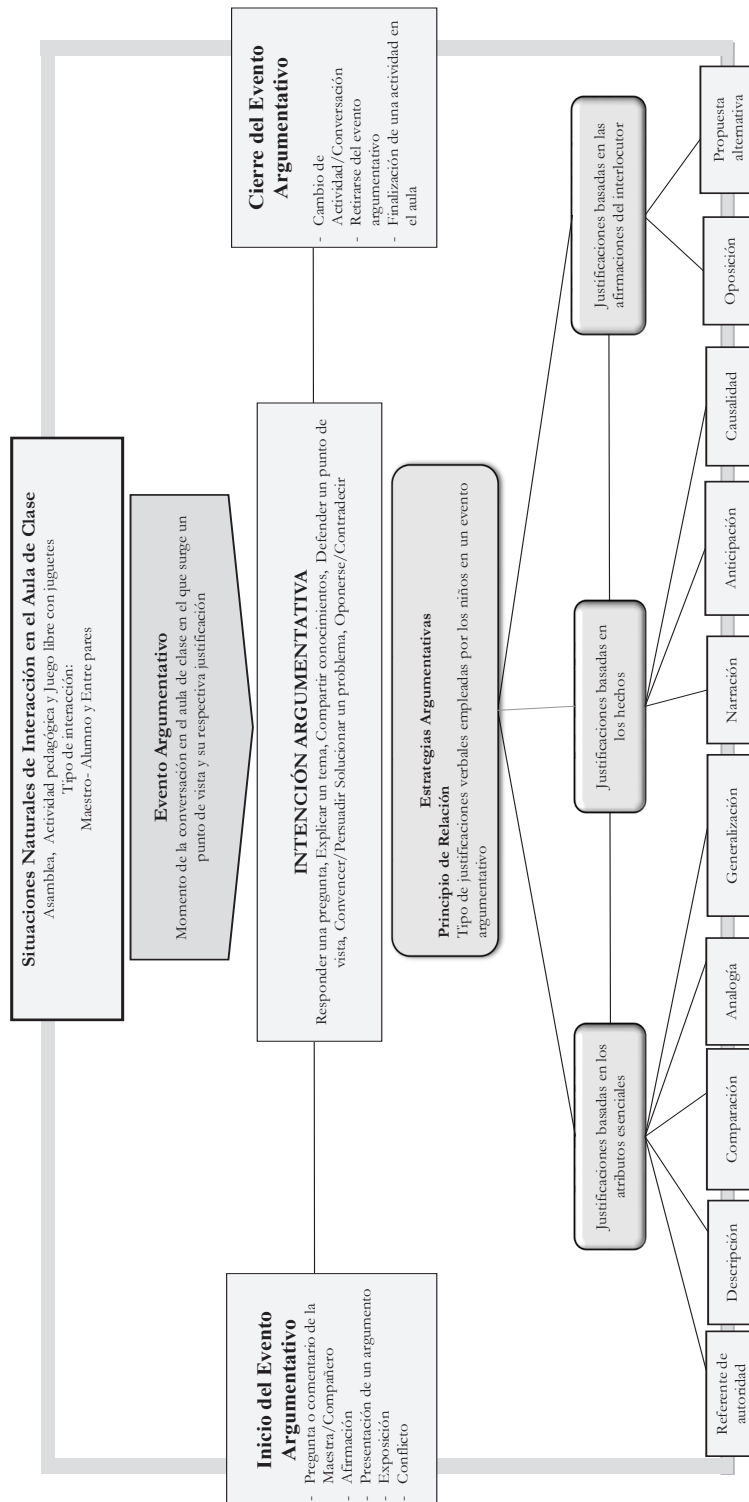 Situaciones Naturales de Interacción en el Aula de Clase
Asamblea, Actividad pedagógica y Juego libre con juguetes
Tipo de interacción:
Maestro- Alumno y Entre pares
Evento Argumentativo
Momento de la conversación en el aula de clase en el que surge un
punto de vista y su respectiva justificación
Inicio del Evento
Argumentativo
- Pregunta o comentario de la
Maestra/Compañero
- Afirmación
- Presentación de un argumento
- Exposición
- Conflicto
INTENCIÓN ARGUMENTATIVA
Responder una pregunta, Explicar un tema, Compartir conocimientos, Defender un punto de
vista, Convencer/Persuadir Solucionar un problema, Oponerse/Contradecir
Cierre del Evento
Argumentativo
- Cambio de
Actividad/Conversación
- Retirarse del evento
argumentativo
- Finalización de una actividad en
el aula
Estrategias Argumentativas
Principio de Relación
Tipo de justificaciones verbales empleadas por los niños en un evento
argumentativo
Justificaciones basadas en los
atributos esenciales
Justificaciones basadas en
los hechos
Justificaciones basadas en las
afirmaciones del interlocutor
Referente de
autoridad
Descripción
Comparación
Analogía
Generalización
Narración
Anticipación
Causalidad
Oposición
Propuesta
alternativa